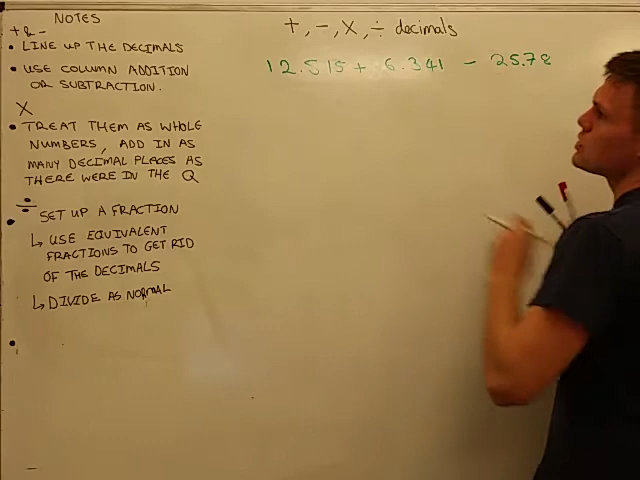 NOTES
+ & -
• LINE UP THE DECIMALS
• USE COLUMN ADDITION
OR SUBTRACTION.
X
• TREAT THEM AS WHOLE
NUMBERS, ADD IN AS
MANY DECIMAL PLACES AS
THERE WERE IN THE Q
÷
• SET UP A FRACTION
↳ USE EQUIVALENT
FRACTIONS TO GET RID
OF THE DECIMALS
↳ DIVIDE AS NORMAL
•
+, -, X, ÷ decimals
12.515 + 6.341 - 25.78